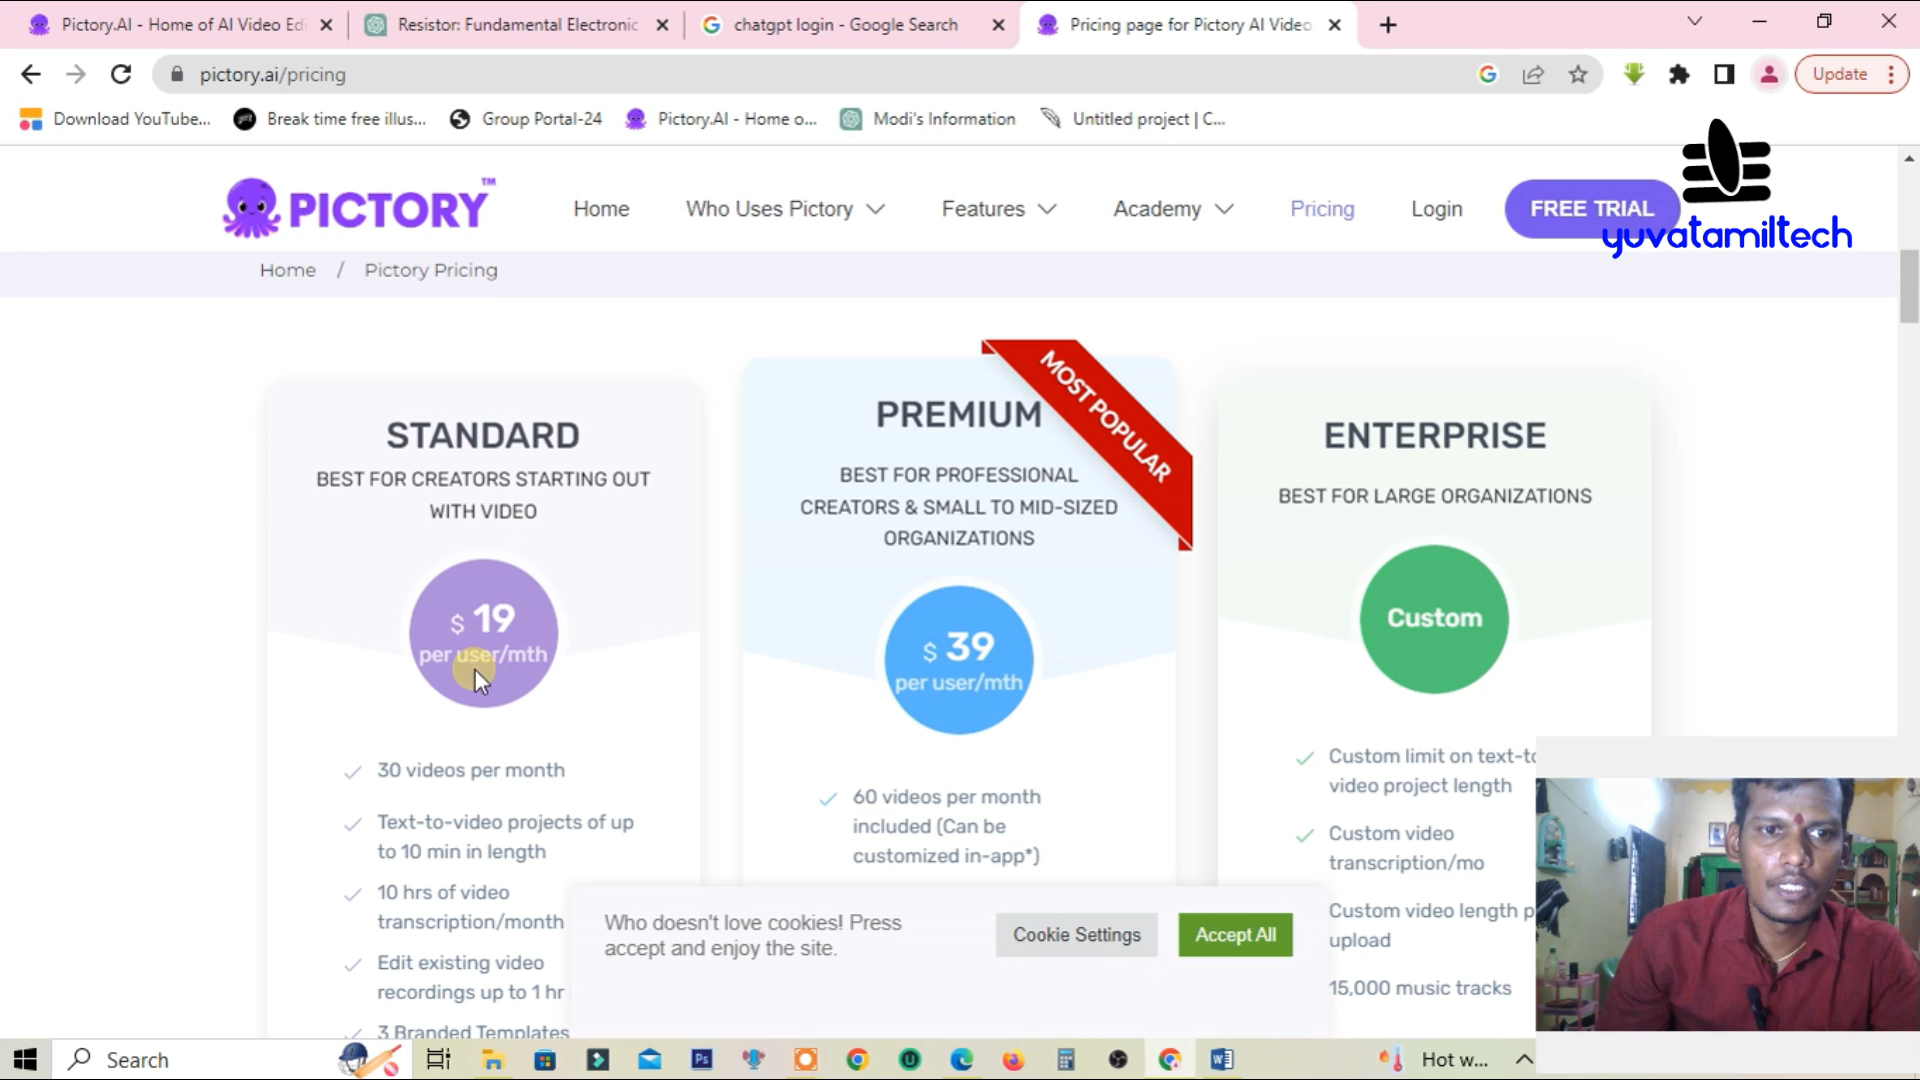 Pictory.AI - Home of AI Video Edi
Resistor: Fundamental Electronic
chatgpt login - Google Search
Pricing page for Pictory AI Video
pictory.ai/pricing
Update
Download YouTube...
Break time free illus...
Group Portal-24
Pictory.AI - Home o...
Modi's Information
Untitled project | C...
PICTORY™
Home
Who Uses Pictory
Features
Academy
Pricing
Login
FREE TRIAL
yuvatamiltech
Home / Pictory Pricing
STANDARD
BEST FOR CREATORS STARTING OUT
WITH VIDEO
$ 19
per user/mth
30 videos per month
Text-to-video projects of up
to 10 min in length
10 hrs of video
transcription/month
Edit existing video
recordings up to 1 hr
3 Branded Templates
MOST POPULAR
PREMIUM
BEST FOR PROFESSIONAL
CREATORS & SMALL TO MID-SIZED
ORGANIZATIONS
$ 39
per user/mth
60 videos per month
included (Can be
customized in-app*)
ENTERPRISE
BEST FOR LARGE ORGANIZATIONS
Custom
Custom limit on text-to
video project length
Custom video
transcription/mo
Custom video length p
upload
15,000 music tracks
Who doesn't love cookies! Press
accept and enjoy the site.
Cookie Settings
Accept All
Search
Ps
Hot w...